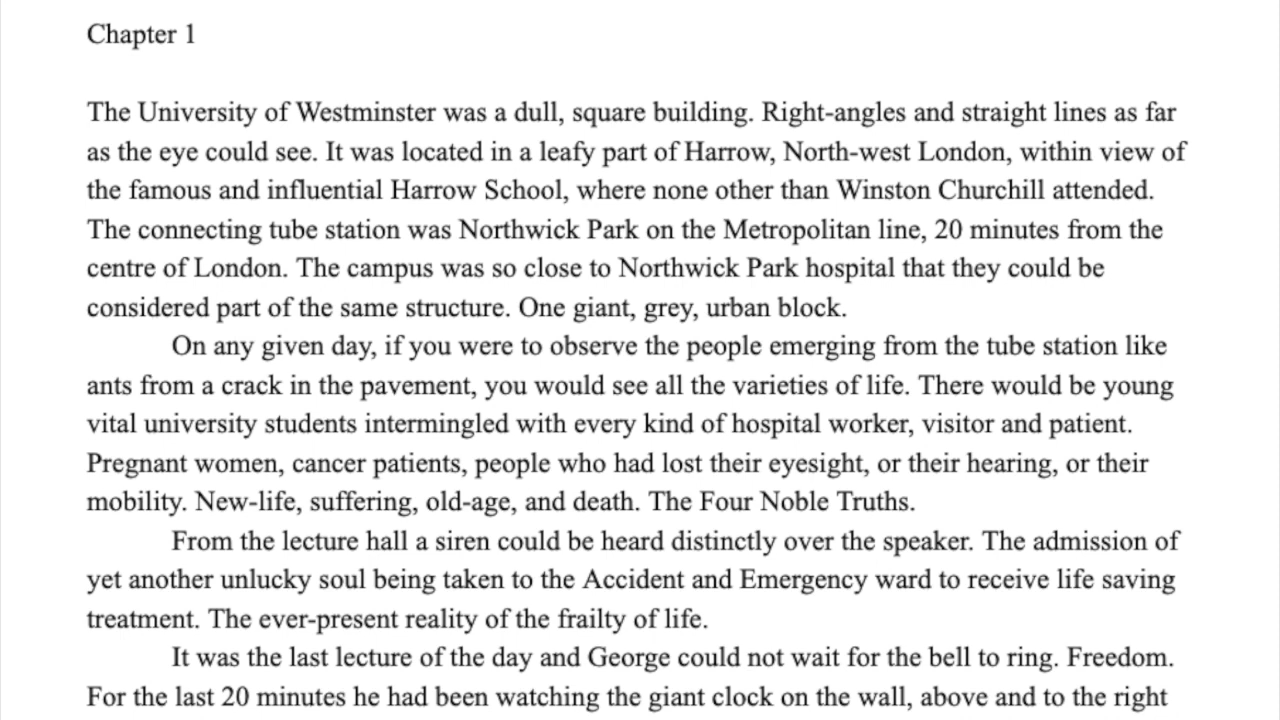 Chapter 1
The University of Westminster was a dull, square building. Right-angles and straight lines as far
as the eye could see. It was located in a leafy part of Harrow, North-west London, within view of
the famous and influential Harrow School, where none other than Winston Churchill attended.
The connecting tube station was Northwick Park on the Metropolitan line, 20 minutes from the
centre of London. The campus was so close to Northwick Park hospital that they could be
considered part of the same structure. One giant, grey, urban block.
On any given day, if you were to observe the people emerging from the tube station like
ants from a crack in the pavement, you would see all the varieties of life. There would be young
vital university students intermingled with every kind of hospital worker, visitor and patient.
Pregnant women, cancer patients, people who had lost their eyesight, or their hearing, or their
mobility. New-life, suffering, old-age, and death. The Four Noble Truths.
From the lecture hall a siren could be heard distinctly over the speaker. The admission of
yet another unlucky soul being taken to the Accident and Emergency ward to receive life saving
treatment. The ever-present reality of the frailty of life.
It was the last lecture of the day and George could not wait for the bell to ring. Freedom.
For the last 20 minutes he had been watching the giant clock on the wall, above and to the right